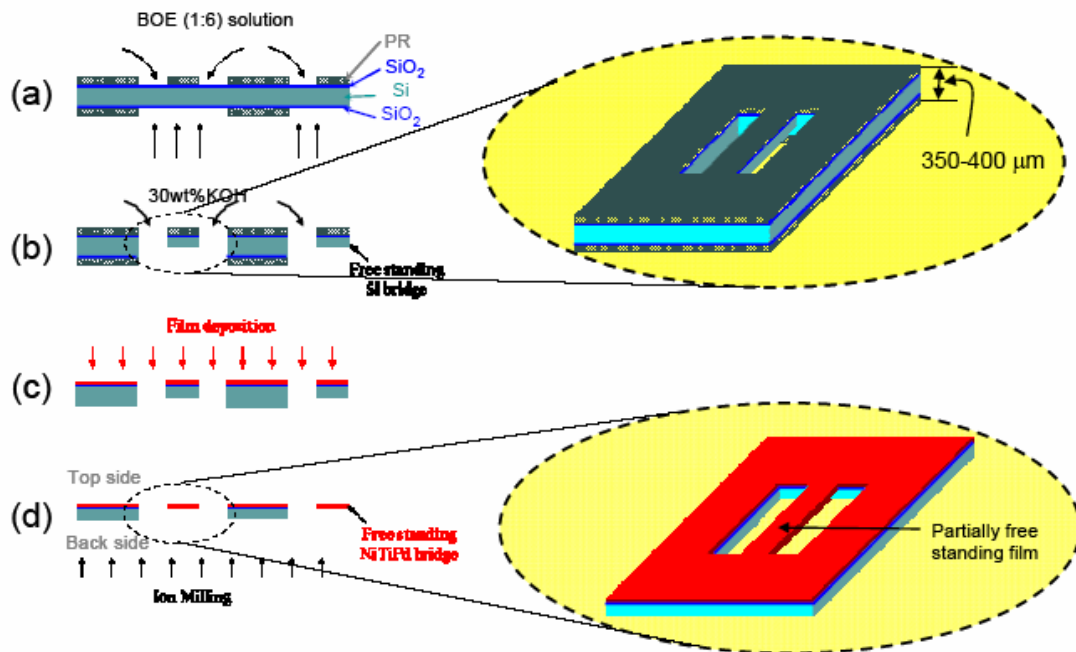 BOE (1:6) solution
PR
SiO2
Si
SiO2
(a)
350-400 μm
30wt%KOH
(b)
Free standing
Si bridge
Film deposition
(c)
Top side
(d)
Back side
Free standing
NiTiPd bridge
Ion Milling
Partially free
standing film